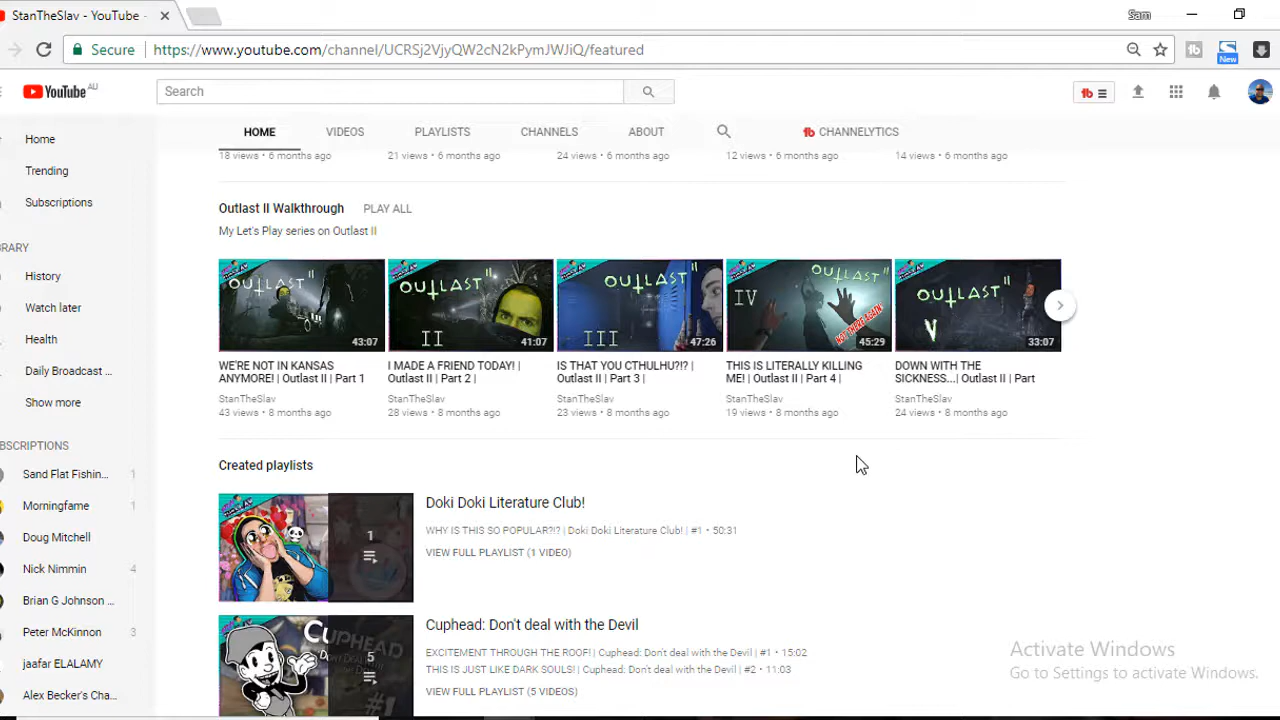 StanTheSlav - YouTube
Sam
Secure https://www.youtube.com/channel/UCRSj2VjyQW2cN2kPymJWJiQ/featured
New
YouTube AU
Search
HOME VIDEOS PLAYLISTS CHANNELS ABOUT CHANNELYTICS
18 views • 6 months ago 21 views • 6 months ago 24 views • 6 months ago 12 views • 6 months ago 14 views • 6 months ago
Home
Trending
Subscriptions
BRARY
History
Watch later
Health
Daily Broadcast ...
Show more
BSCRIPTIONS
Sand Flat Fishin... 1
Morningfame 1
Doug Mitchell
Nick Nimmin 4
Brian G Johnson ...
Peter McKinnon 3
jaafar ELALAMY
Alex Becker's Cha...
Outlast II Walkthrough PLAY ALL
My Let's Play series on Outlast II
OUTLAST II 43:07
OUTLAST II II 41:07
OUTLAST II III 47:26
OUTLAST II IV NOT THERE AGAIN! 45:29
OUTLAST II V 33:07
WE'RE NOT IN KANSAS
ANYMORE! | Outlast II | Part 1
StanTheSlav
43 views • 8 months ago
I MADE A FRIEND TODAY! |
Outlast II | Part 2 |
StanTheSlav
28 views • 8 months ago
IS THAT YOU CTHULHU?!? |
Outlast II | Part 3 |
StanTheSlav
23 views • 8 months ago
THIS IS LITERALLY KILLING
ME! | Outlast II | Part 4 |
StanTheSlav
19 views • 8 months ago
DOWN WITH THE
SICKNESS...| Outlast II | Part
StanTheSlav
24 views • 8 months ago
Created playlists
1
Doki Doki Literature Club!
WHY IS THIS SO POPULAR?!? | Doki Doki Literature Club! | #1 • 50:31
VIEW FULL PLAYLIST (1 VIDEO)
CUPHEAD
5
#1
Cuphead: Don't deal with the Devil
EXCITEMENT THROUGH THE ROOF! | Cuphead: Don't deal with the Devil | #1 • 15:02
THIS IS JUST LIKE DARK SOULS! | Cuphead: Don't deal with the Devil | #2 • 11:03
VIEW FULL PLAYLIST (5 VIDEOS)
Activate Windows
Go to Settings to activate Windows.